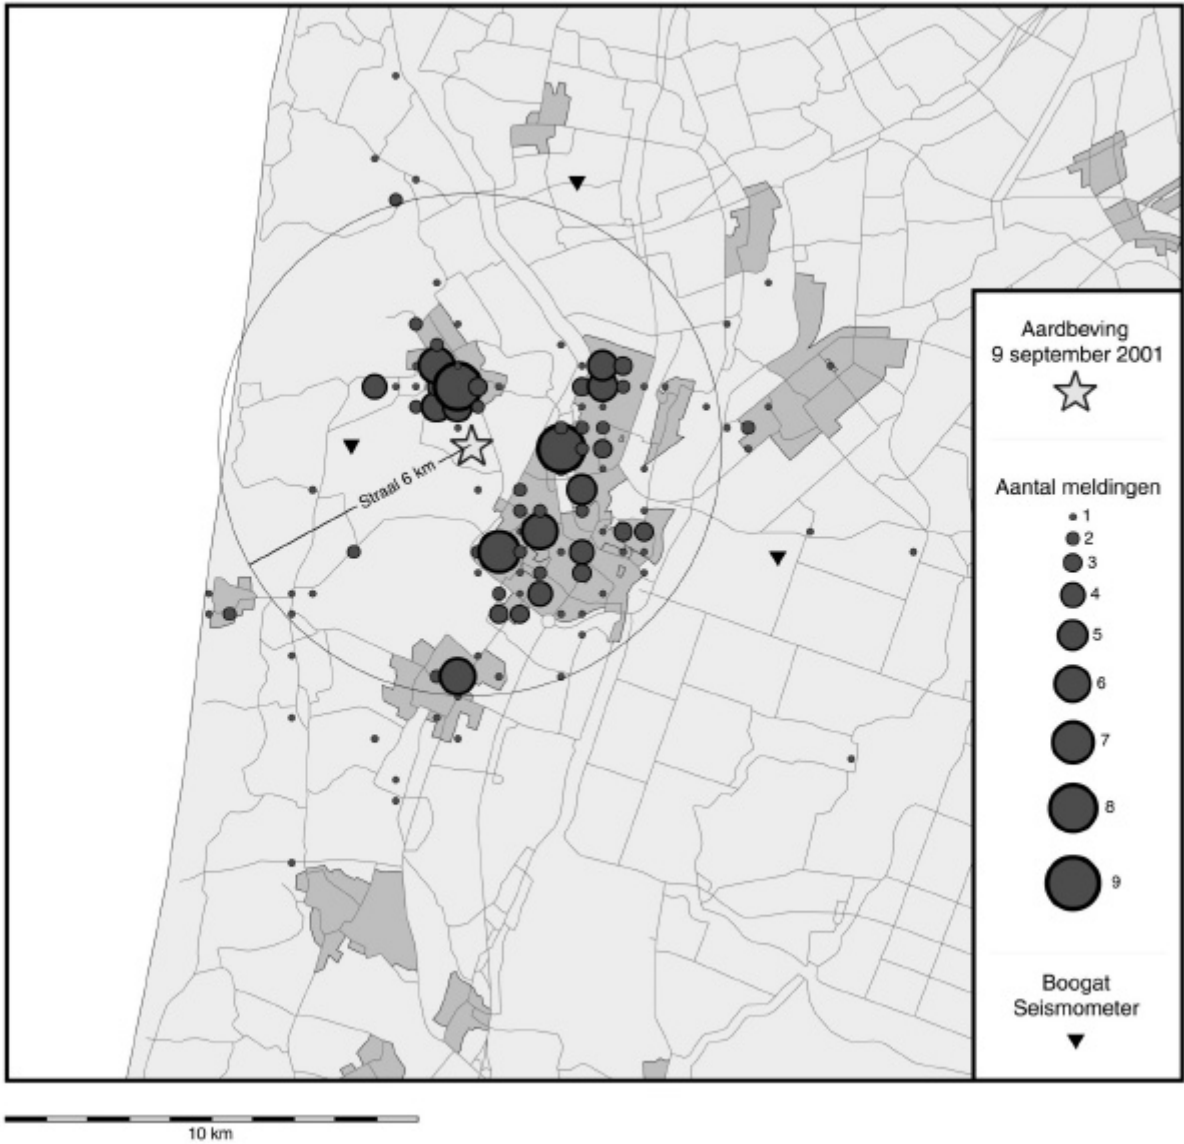 Aardbeving
9 september 2001
Straal 6 km
Aantal meldingen
1
2
3
4
5
6
7
8
9
Boogat
Seismometer
10 km